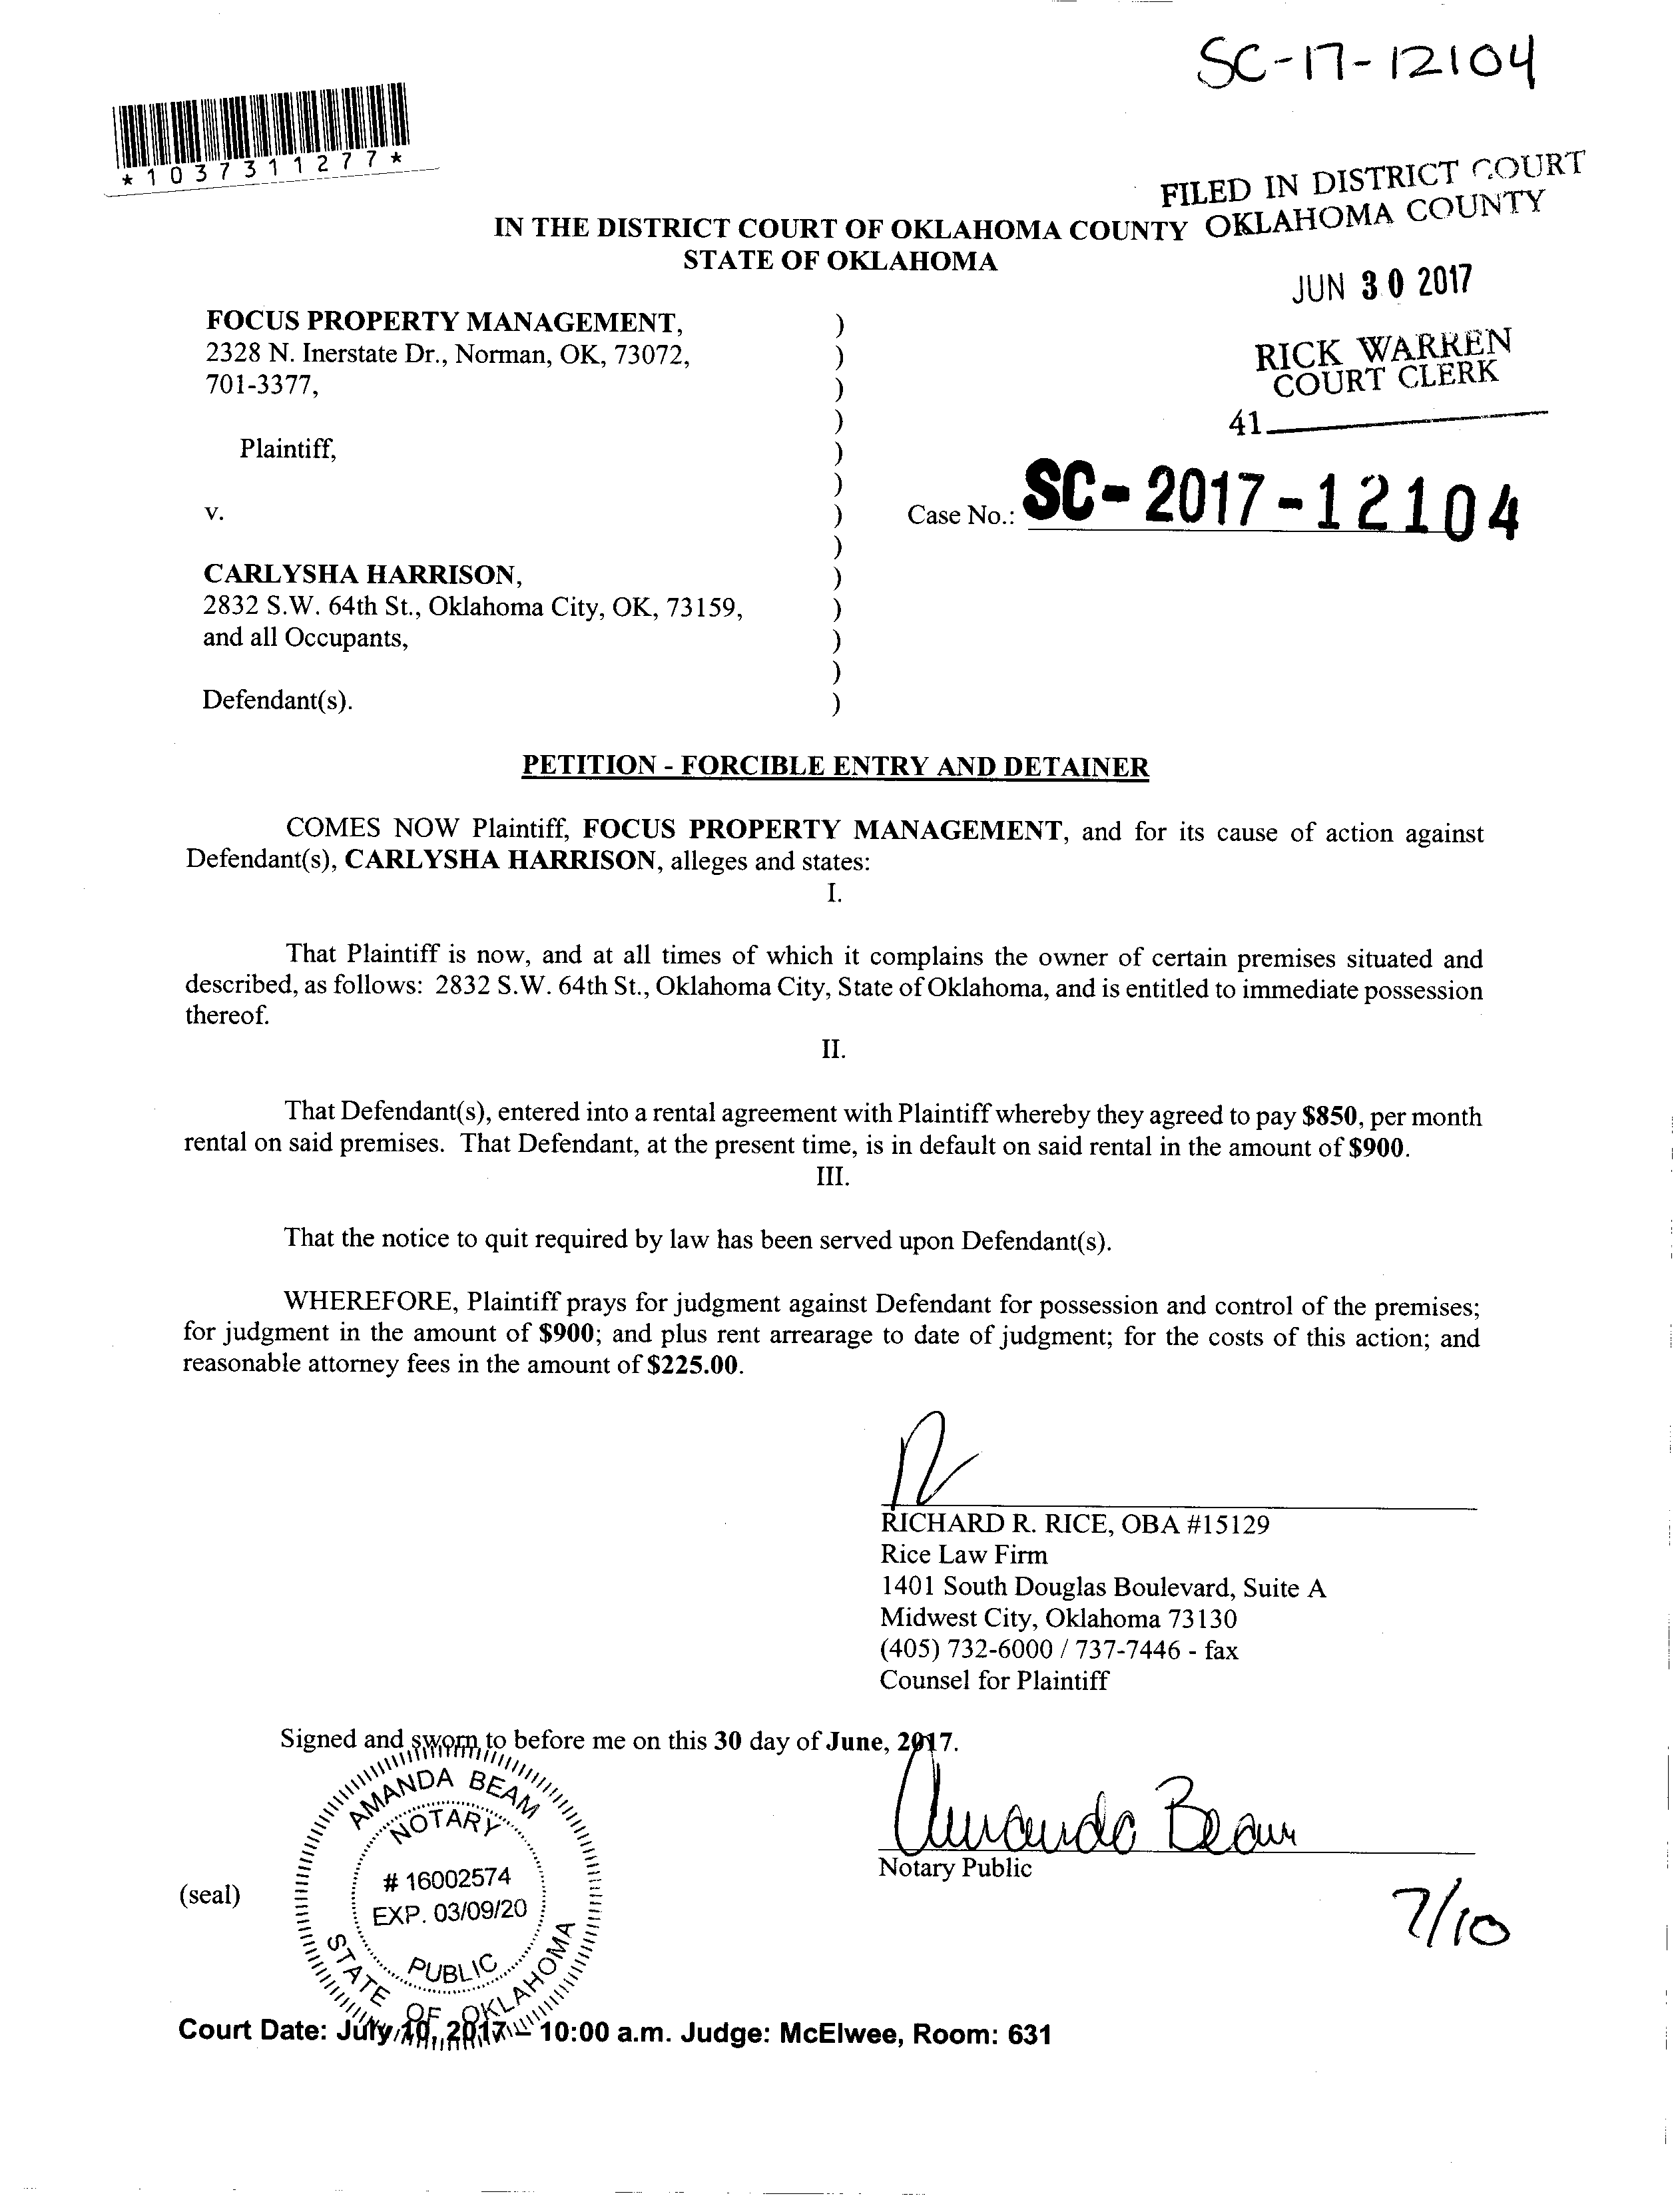 SC-17-12104
*1037311277*
FILED IN DISTRICT COURT
OKLAHOMA COUNTY
IN THE DISTRICT COURT OF OKLAHOMA COUNTY
STATE OF OKLAHOMA
JUN 30 2017
RICK WARREN
COURT CLERK
41
FOCUS PROPERTY MANAGEMENT, )
2328 N. Inerstate Dr., Norman, OK, 73072, )
701-3377, )
)
Plaintiff, )
)
v. ) Case No.: SC-2017-12104
)
CARLYSHA HARRISON, )
2832 S.W. 64th St., Oklahoma City, OK, 73159, )
and all Occupants, )
)
Defendant(s). )
PETITION - FORCIBLE ENTRY AND DETAINER
COMES NOW Plaintiff, FOCUS PROPERTY MANAGEMENT, and for its cause of action against
Defendant(s), CARLYSHA HARRISON, alleges and states:
I.
That Plaintiff is now, and at all times of which it complains the owner of certain premises situated and
described, as follows: 2832 S.W. 64th St., Oklahoma City, State of Oklahoma, and is entitled to immediate possession
thereof.
II.
That Defendant(s), entered into a rental agreement with Plaintiff whereby they agreed to pay $850, per month
rental on said premises. That Defendant, at the present time, is in default on said rental in the amount of $900.
III.
That the notice to quit required by law has been served upon Defendant(s).
WHEREFORE, Plaintiff prays for judgment against Defendant for possession and control of the premises;
for judgment in the amount of $900; and plus rent arrearage to date of judgment; for the costs of this action; and
reasonable attorney fees in the amount of $225.00.
RICHARD R. RICE, OBA #15129
Rice Law Firm
1401 South Douglas Boulevard, Suite A
Midwest City, Oklahoma 73130
(405) 732-6000 / 737-7446 - fax
Counsel for Plaintiff
Signed and sworn to before me on this 30 day of June, 2017.
Amanda Beam
Notary Public
(seal)
AMANDA BEAM
NOTARY
# 16002574
EXP. 03/09/20
PUBLIC
STATE OF OKLAHOMA
7/10
Court Date: July 10, 2017 – 10:00 a.m. Judge: McElwee, Room: 631